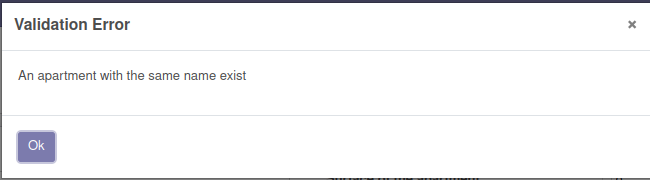 Validation Error
×
An apartment with the same name exist
Ok